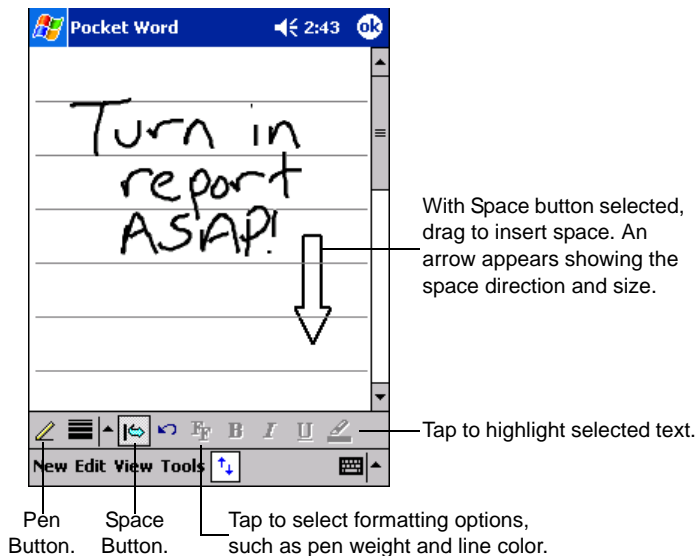 Pocket Word 2:43 ok
Turn in
report
ASAP!
With Space button selected,
drag to insert space. An
arrow appears showing the
space direction and size.
B I U
Tap to highlight selected text.
New Edit View Tools
Pen
Button.
Space
Button.
Tap to select formatting options,
such as pen weight and line color.